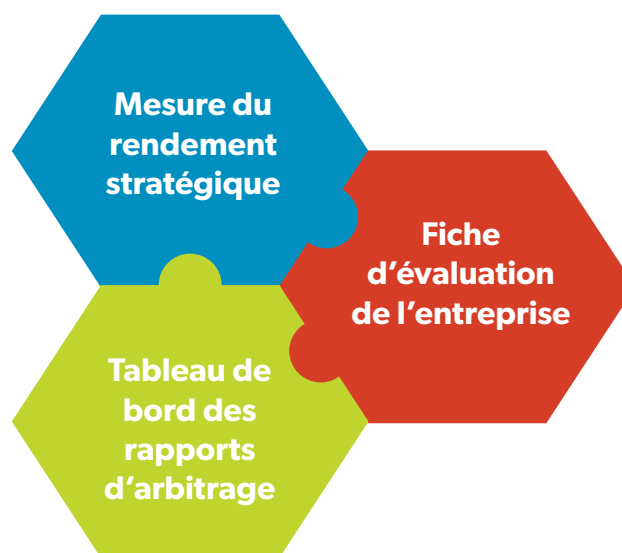 Mesure du
rendement
stratégique
Fiche
d’évaluation
de l’entreprise
Tableau de
bord des
rapports
d’arbitrage